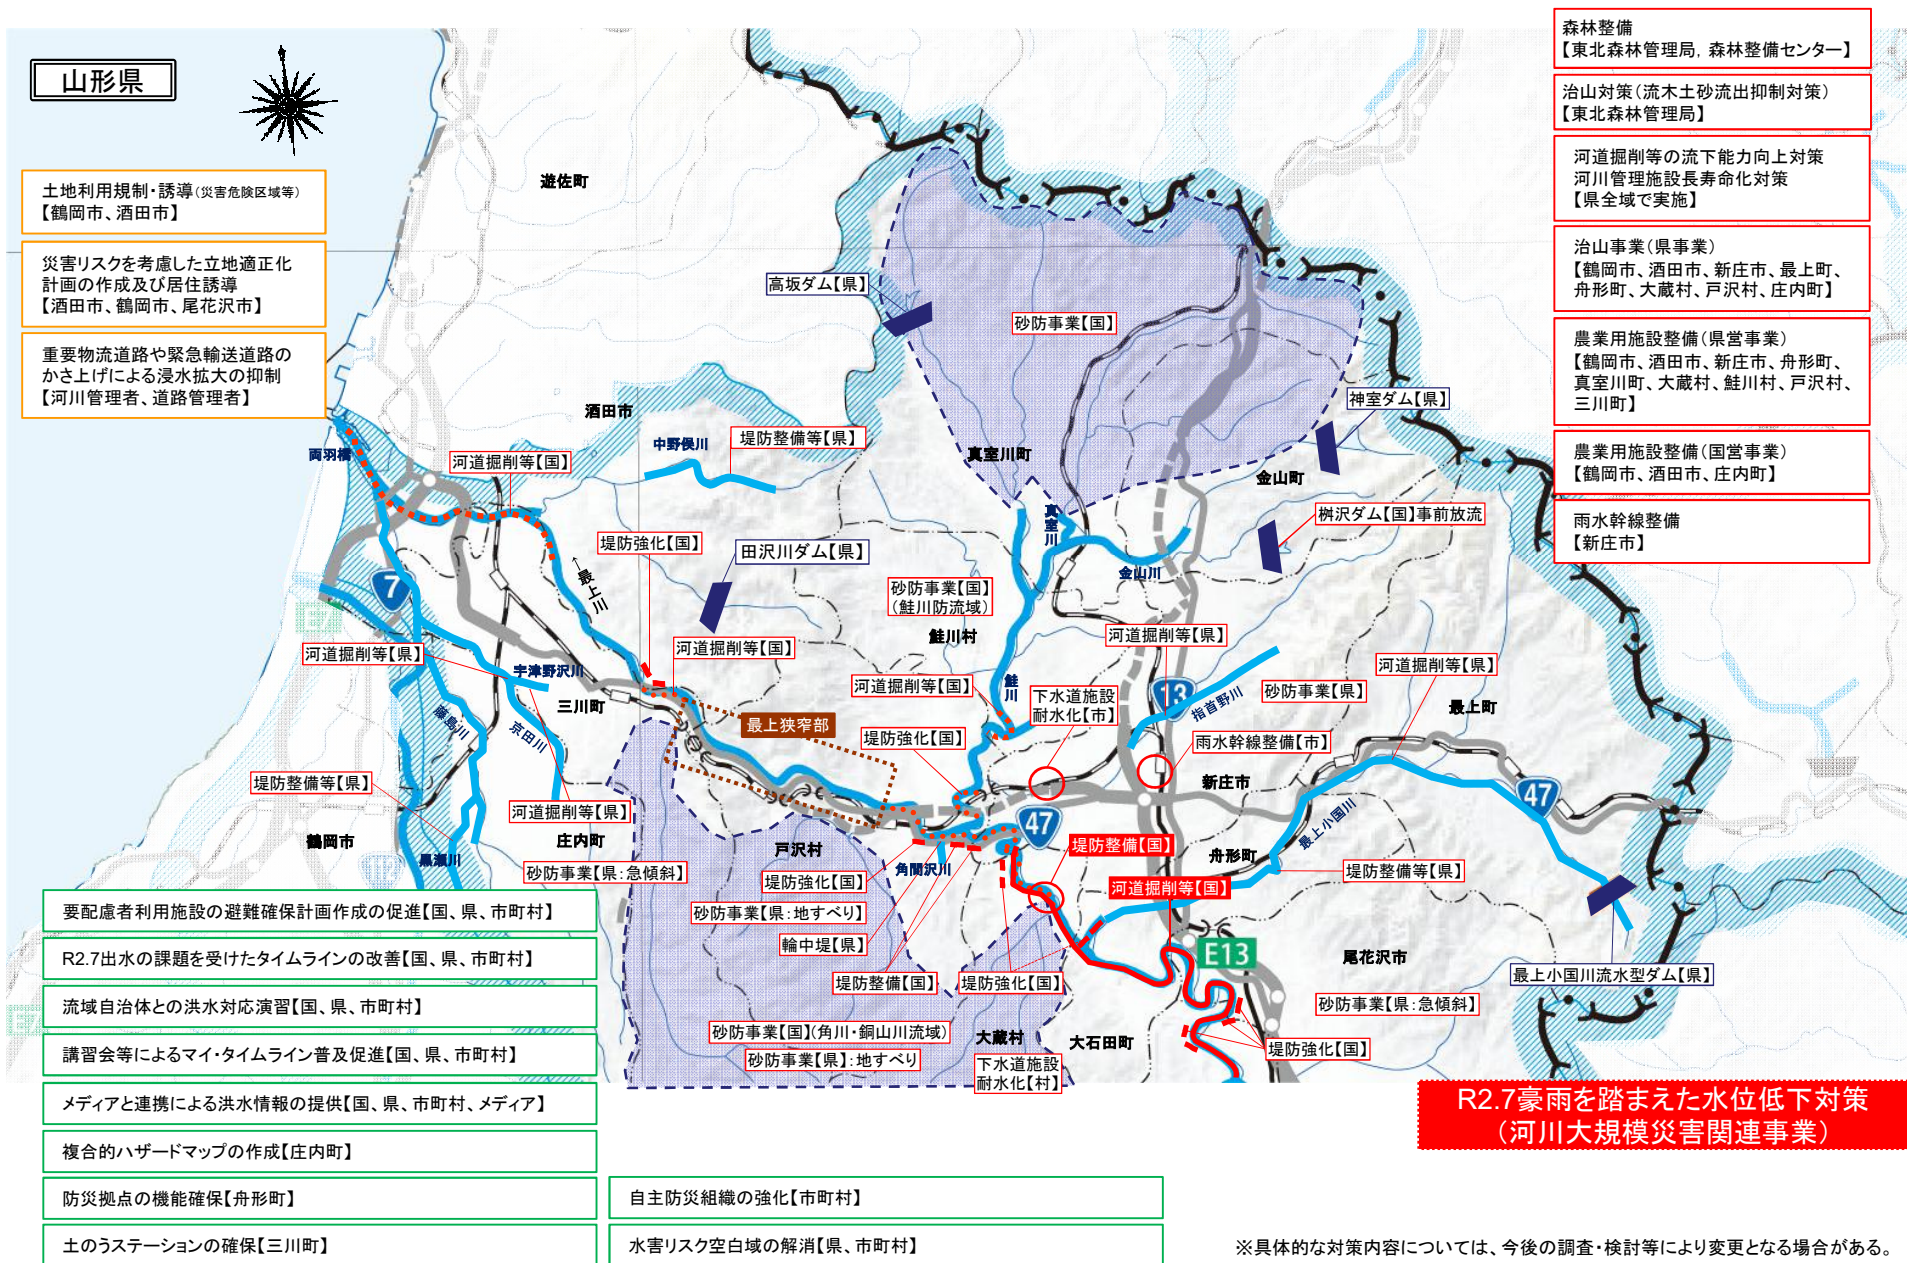 山形県
土地利用規制・誘導(災害危険区域等)
【鶴岡市、酒田市】
災害リスクを考慮した立地適正化
計画の作成及び居住誘導
【酒田市、鶴岡市、尾花沢市】
重要物流道路や緊急輸送道路の
かさ上げによる浸水拡大の抑制
【河川管理者、道路管理者】
森林整備
【東北森林管理局, 森林整備センター】
治山対策(流木土砂流出抑制対策)
【東北森林管理局】
河道掘削等の流下能力向上対策
河川管理施設長寿命化対策
【県全域で実施】
治山事業(県事業)
【鶴岡市、酒田市、新庄市、最上町、
舟形町、大蔵村、戸沢村、庄内町】
農業用施設整備(県営事業)
【鶴岡市、酒田市、新庄市、舟形町、
真室川町、大蔵村、鮭川村、戸沢村、
三川町】
農業用施設整備(国営事業)
【鶴岡市、酒田市、庄内町】
雨水幹線整備
【新庄市】
遊佐町
高坂ダム【県】
砂防事業【国】
神室ダム【県】
酒田市
中野俣川
堤防整備等【県】
真室川町
金山町
両羽橋
河道掘削等【国】
桝沢ダム【国】事前放流
真室川
堤防強化【国】
田沢川ダム【県】
←最上川
金山川
7
砂防事業【国】
(鮭川防流域)
鮭川村
E7
河道掘削等【県】
河道掘削等【国】
河道掘削等【県】
河道掘削等【県】
宇津野沢川
鮭川
河道掘削等【国】
下水道施設
耐水化【市】
13
指首野川
砂防事業【県】
三川町
藤島川
京田川
最上狭窄部
堤防強化【国】
雨水幹線整備【市】
最上町
新庄市
堤防整備等【県】
河道掘削等【県】
47
47
最上小国川
鶴岡市
黒瀬川
庄内町
戸沢村
角間沢川
堤防整備【国】
舟形町
砂防事業【県:急傾斜】
堤防強化【国】
河道掘削等【国】
堤防整備等【県】
112
砂防事業【県:地すべり】
輪中堤【県】
E13
尾花沢市
堤防整備【国】
堤防強化【国】
最上小国川流水型ダム【県】
砂防事業【県:急傾斜】
砂防事業【国】(角川・銅山川流域)
大蔵村
大石田町
砂防事業【県】:地すべり
下水道施設
耐水化【村】
堤防強化【国】
E7
要配慮者利用施設の避難確保計画作成の促進【国、県、市町村】
R2.7出水の課題を受けたタイムラインの改善【国、県、市町村】
流域自治体との洪水対応演習【国、県、市町村】
講習会等によるマイ・タイムライン普及促進【国、県、市町村】
メディアと連携による洪水情報の提供【国、県、市町村、メディア】
複合的ハザードマップの作成【庄内町】
防災拠点の機能確保【舟形町】
土のうステーションの確保【三川町】
自主防災組織の強化【市町村】
水害リスク空白域の解消【県、市町村】
R2.7豪雨を踏まえた水位低下対策
(河川大規模災害関連事業)
※具体的な対策内容については、今後の調査・検討等により変更となる場合がある。